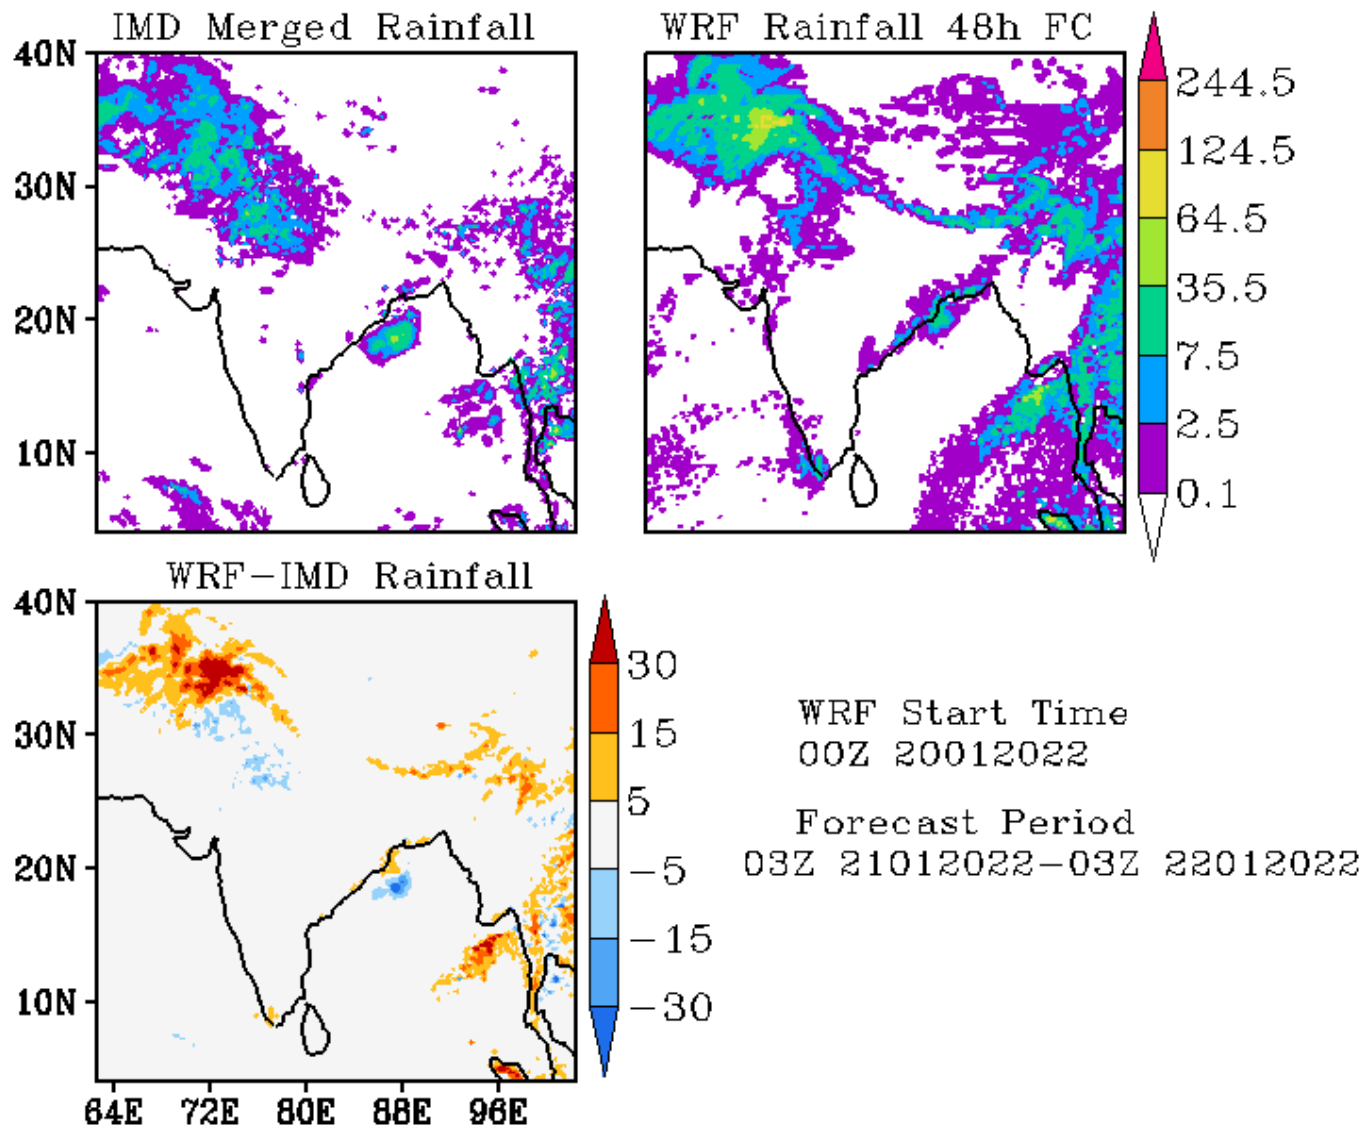 IMD Merged Rainfall
WRF Rainfall 48h FC
40N
30N
20N
10N
244.5
124.5
64.5
35.5
7.5
2.5
0.1
WRF-IMD Rainfall
40N
30N
20N
10N
64E 72E 80E 88E 96E
30
15
5
-5
-15
-30
WRF Start Time
00Z 20012022
Forecast Period
03Z 21012022-03Z 22012022